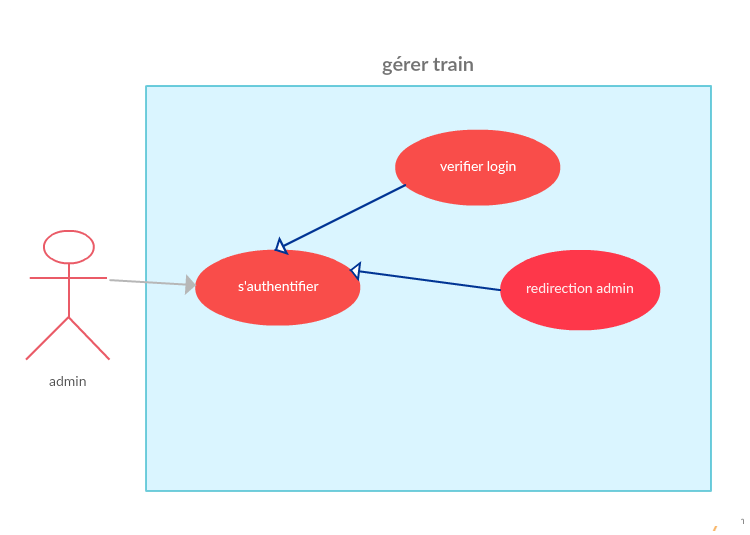 gérer train
verifier login
s'authentifier
redirection admin
admin